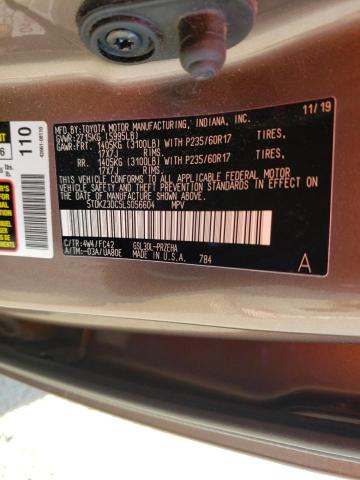 11/19
MFD. BY: TOYOTA MOTOR MANUFACTURING, INDIANA, INC.
GVWR: 2715KG (5995LB)
GAWR: FRT. 1405KG (3100LB) WITH P235/60R17 TIRES,
17X7J RIMS,
RR. 1405KG (3100LB) WITH P235/60R17 TIRES,
17X7J RIMS,
THIS VEHICLE CONFORMS TO ALL APPLICABLE FEDERAL MOTOR
VEHICLE SAFETY, BUMPER, AND THEFT PREVENTION STANDARDS
IN EFFECT ON THE DATE OF MANUFACTURE SHOWN ABOVE.
5TDKZ3DC5LS056604 MPV
C/TR: 4W4/FC42 GSL30L-PRZEHA
A/TM: -03A/UA80E MADE IN U.S.A. 784
A
110